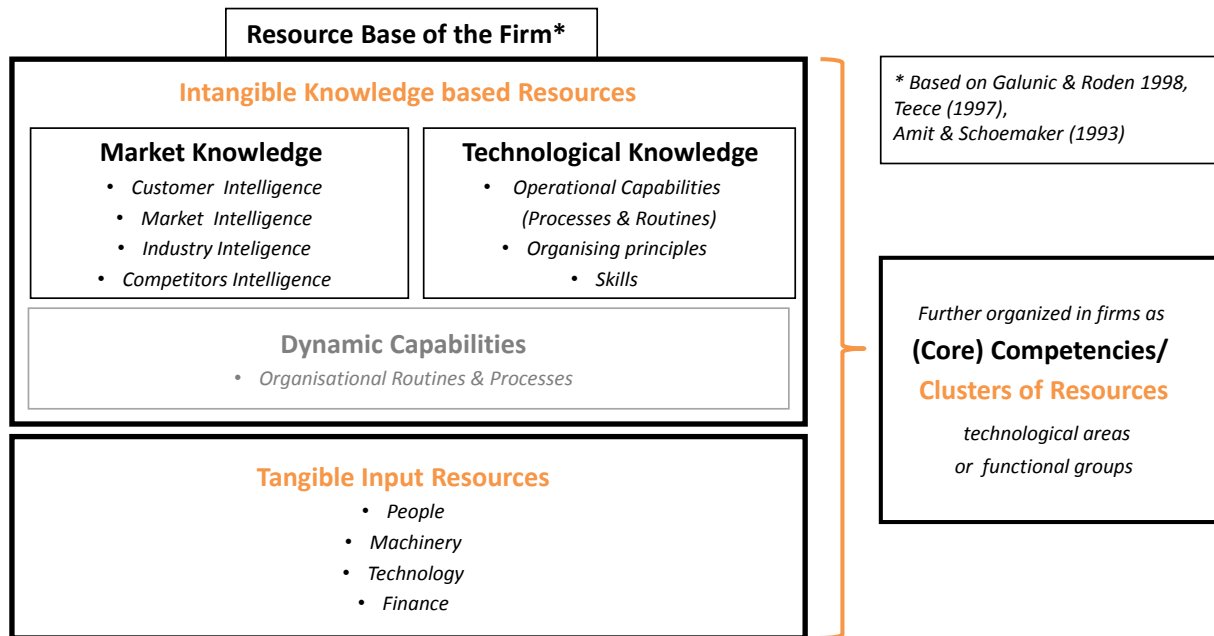 Resource Base of the Firm*
Intangible Knowledge based Resources
Market Knowledge
• Customer Intelligence
• Market Intelligence
• Industry Inteligence
• Competitors Intelligence
Technological Knowledge
• Operational Capabilities
(Processes & Routines)
• Organising principles
• Skills
Dynamic Capabilities
• Organisational Routines & Processes
Tangible Input Resources
• People
• Machinery
• Technology
• Finance
* Based on Galunic & Roden 1998,
Teece (1997),
Amit & Schoemaker (1993)
Further organized in firms as
(Core) Competencies/
Clusters of Resources
technological areas
or functional groups